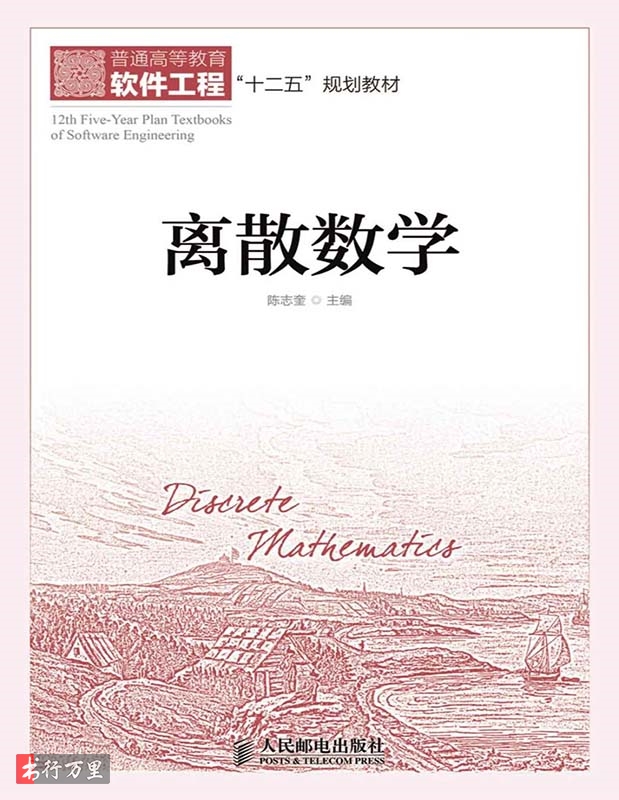 普通高等教育
软件工程 “十二五” 规划教材
12th Five-Year Plan Textbooks
of Software Engineering
离散数学
陈志奎 ◎ 主编
Discrete
Mathematics
人民邮电出版社
POSTS & TELECOM PRESS
书行万里